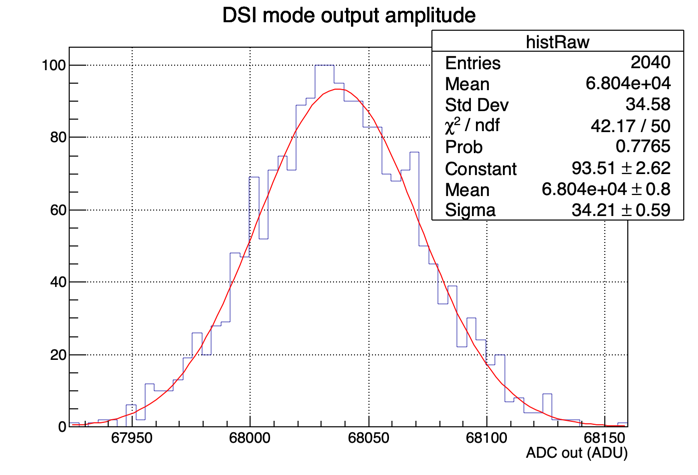 DSI mode output amplitude
histRaw
Entries 2040
Mean 6.804e+04
Std Dev 34.58
χ² / ndf 42.17 / 50
Prob 0.7765
Constant 93.51 ± 2.62
Mean 6.804e+04 ± 0.8
Sigma 34.21 ± 0.59
100
80
60
40
20
0
67950 68000 68050 68100 68150
ADC out (ADU)